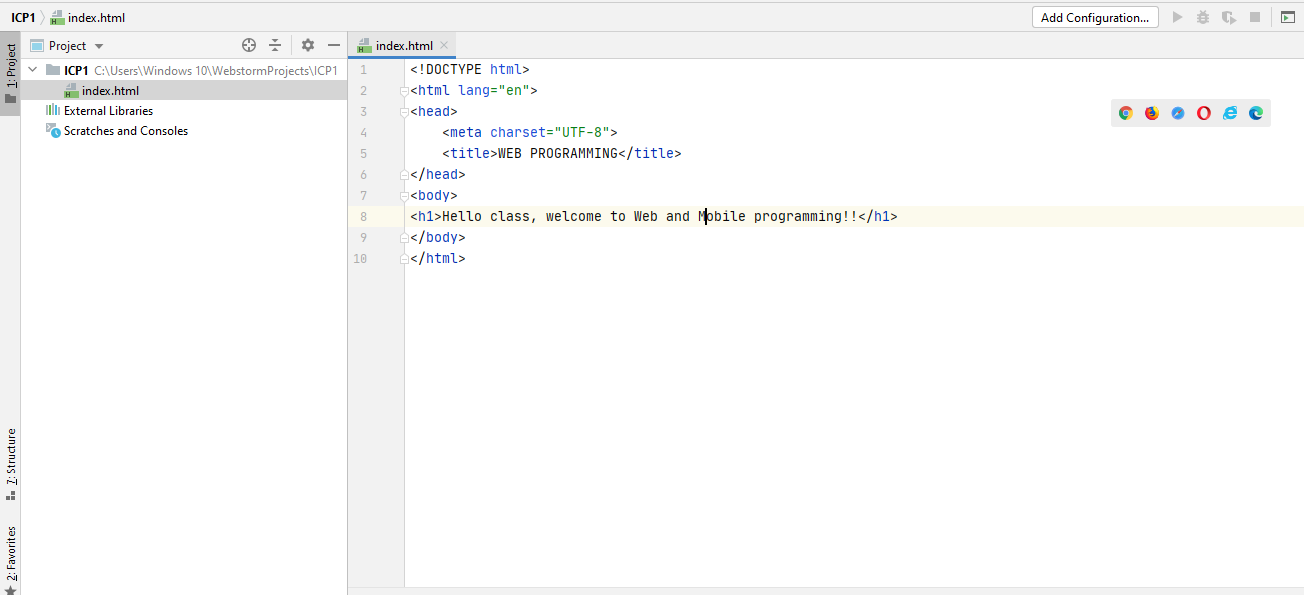 ICP1 index.html
Add Configuration...
1: Project
Project
ICP1 C:\Users\Windows 10\WebstormProjects\ICP1
index.html
External Libraries
Scratches and Consoles
7: Structure
2: Favorites
index.html
1 <!DOCTYPE html>
2 <html lang="en">
3 <head>
4     <meta charset="UTF-8">
5     <title>WEB PROGRAMMING</title>
6 </head>
7 <body>
8 <h1>Hello class, welcome to Web and Mobile programming!!</h1>
9 </body>
10 </html>